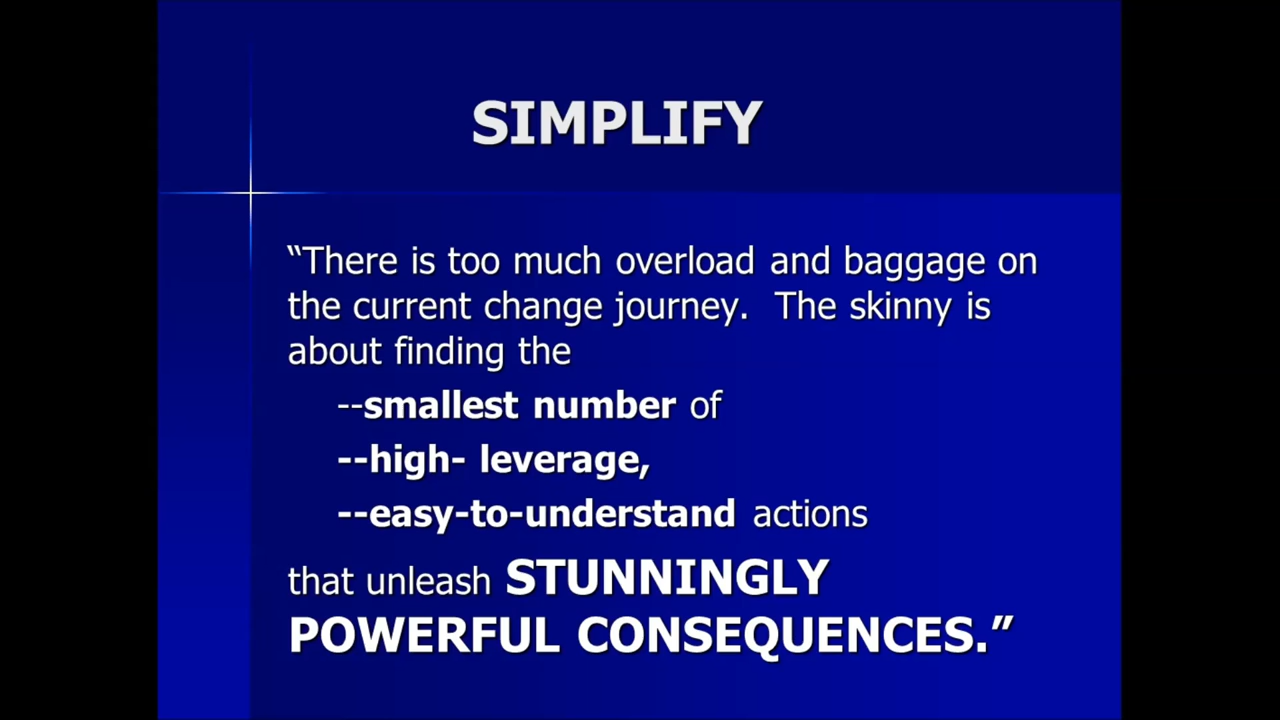 SIMPLIFY
“There is too much overload and baggage on
the current change journey.  The skinny is
about finding the
--smallest number of
--high- leverage,
--easy-to-understand actions
that unleash STUNNINGLY
POWERFUL CONSEQUENCES.”